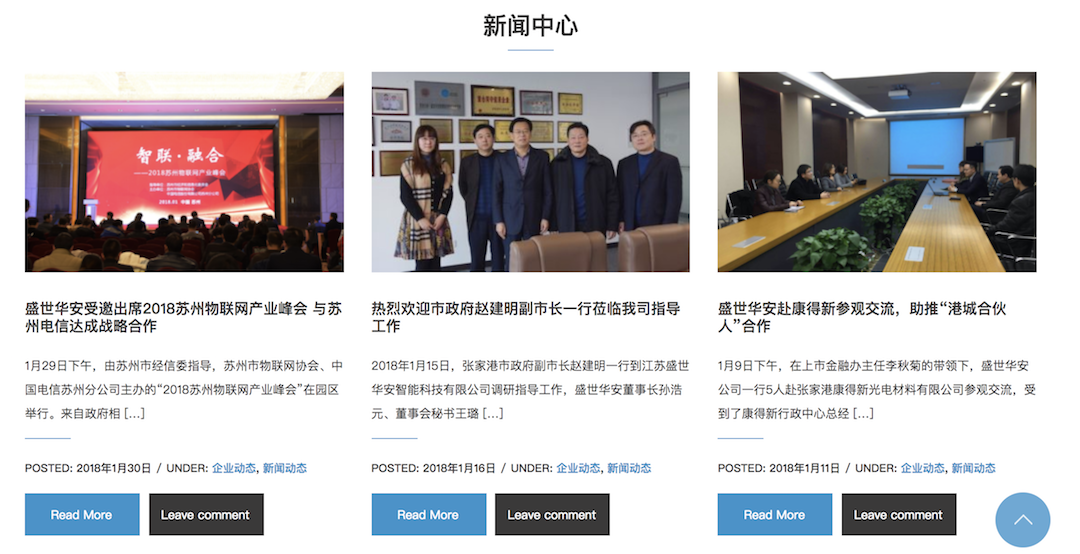 新闻中心
智联·融合
——2018苏州物联网产业峰会
2018.01 中国 苏州
盛世华安受邀出席2018苏州物联网产业峰会 与苏
州电信达成战略合作
1月29日下午，由苏州市经信委指导，苏州市物联网协会、中
国电信苏州分公司主办的“2018苏州物联网产业峰会”在园区
举行。来自政府相 [...]
POSTED: 2018年1月30日 / UNDER: 企业动态, 新闻动态
Read More
Leave comment
热烈欢迎市政府赵建明副市长一行莅临我司指导
工作
2018年1月15日，张家港市政府副市长赵建明一行到江苏盛世
华安智能科技有限公司调研指导工作，盛世华安董事长孙浩
元、董事会秘书王璐 [...]
POSTED: 2018年1月16日 / UNDER: 企业动态, 新闻动态
Read More
Leave comment
盛世华安赴康得新参观交流，助推“港城合伙
人”合作
1月9日下午，在上市金融办主任李秋菊的带领下，盛世华安
公司一行5人赴张家港康得新光电材料有限公司参观交流，受
到了康得新行政中心总经 [...]
POSTED: 2018年1月11日 / UNDER: 企业动态, 新闻动态
Read More
Leave comment